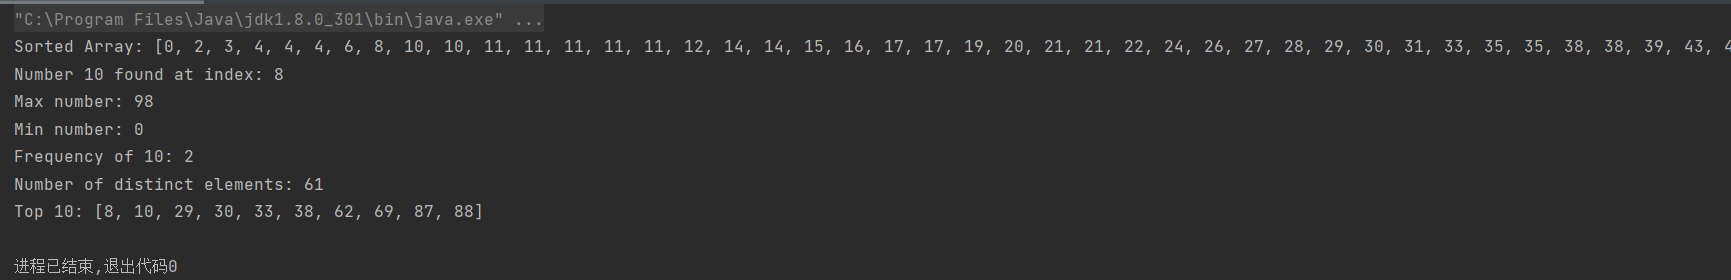 "C:\Program Files\Java\jdk1.8.0_301\bin\java.exe" ...
Sorted Array: [0, 2, 3, 4, 4, 4, 6, 8, 10, 10, 11, 11, 11, 11, 11, 12, 14, 14, 15, 16, 17, 17, 19, 20, 21, 21, 22, 24, 26, 27, 28, 29, 30, 31, 33, 35, 35, 38, 38, 39, 43,
Number 10 found at index: 8
Max number: 98
Min number: 0
Frequency of 10: 2
Number of distinct elements: 61
Top 10: [8, 10, 29, 30, 33, 38, 62, 69, 87, 88]
进程已结束,退出代码0